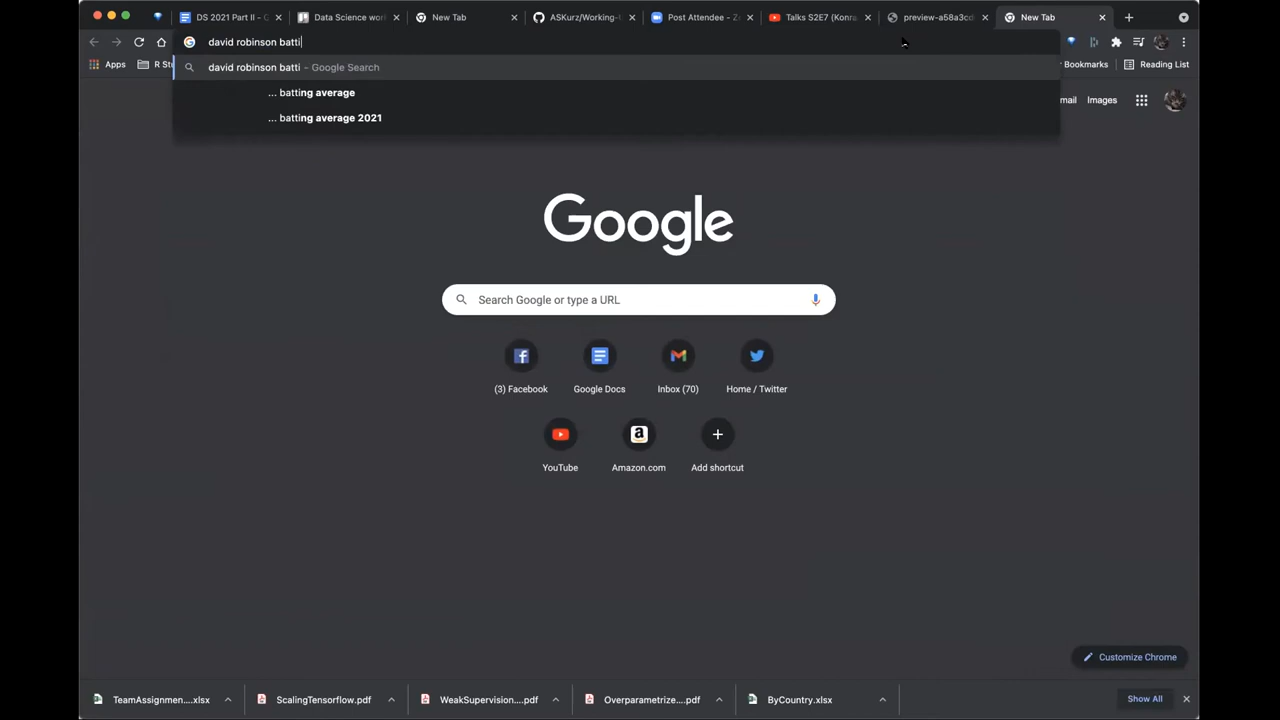 DS 2021 Part II - G
Data Science wor
New Tab
ASKurz/Working-
Post Attendee - Z
Talks S2E7 (Konra
preview-a58a3cd
New Tab
david robinson batti
Apps
R St
Bookmarks
Reading List
david robinson batti - Google Search
... batting average
... batting average 2021
mail
Images
Google
Search Google or type a URL
(3) Facebook
Google Docs
Inbox (70)
Home / Twitter
YouTube
Amazon.com
Add shortcut
Customize Chrome
TeamAssignmen....xlsx
ScalingTensorflow.pdf
WeakSupervision....pdf
Overparametrize....pdf
ByCountry.xlsx
Show All